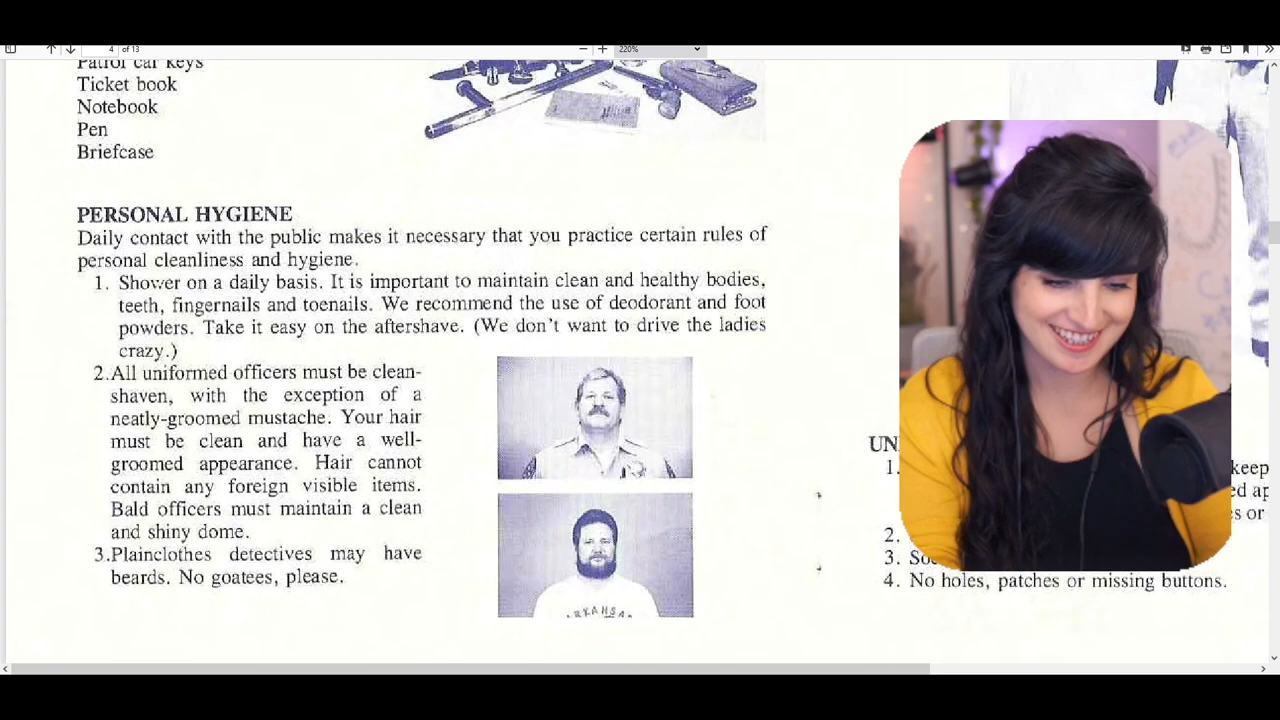 4 of 13
220%
Patrol car keys
Ticket book
Notebook
Pen
Briefcase
PERSONAL HYGIENE
Daily contact with the public makes it necessary that you practice certain rules of
personal cleanliness and hygiene.
1. Shower on a daily basis. It is important to maintain clean and healthy bodies,
teeth, fingernails and toenails. We recommend the use of deodorant and foot
powders. Take it easy on the aftershave. (We don't want to drive the ladies
crazy.)
2.All uniformed officers must be clean-
shaven, with the exception of a
neatly-groomed mustache. Your hair
must be clean and have a well-
groomed appearance. Hair cannot
contain any foreign visible items.
Bald officers must maintain a clean
and shiny dome.
3.Plainclothes detectives may have
beards. No goatees, please.
ARKANSAS
UN
1.
keep
ed ap
s or
2.
3. So
4. No holes, patches or missing buttons.